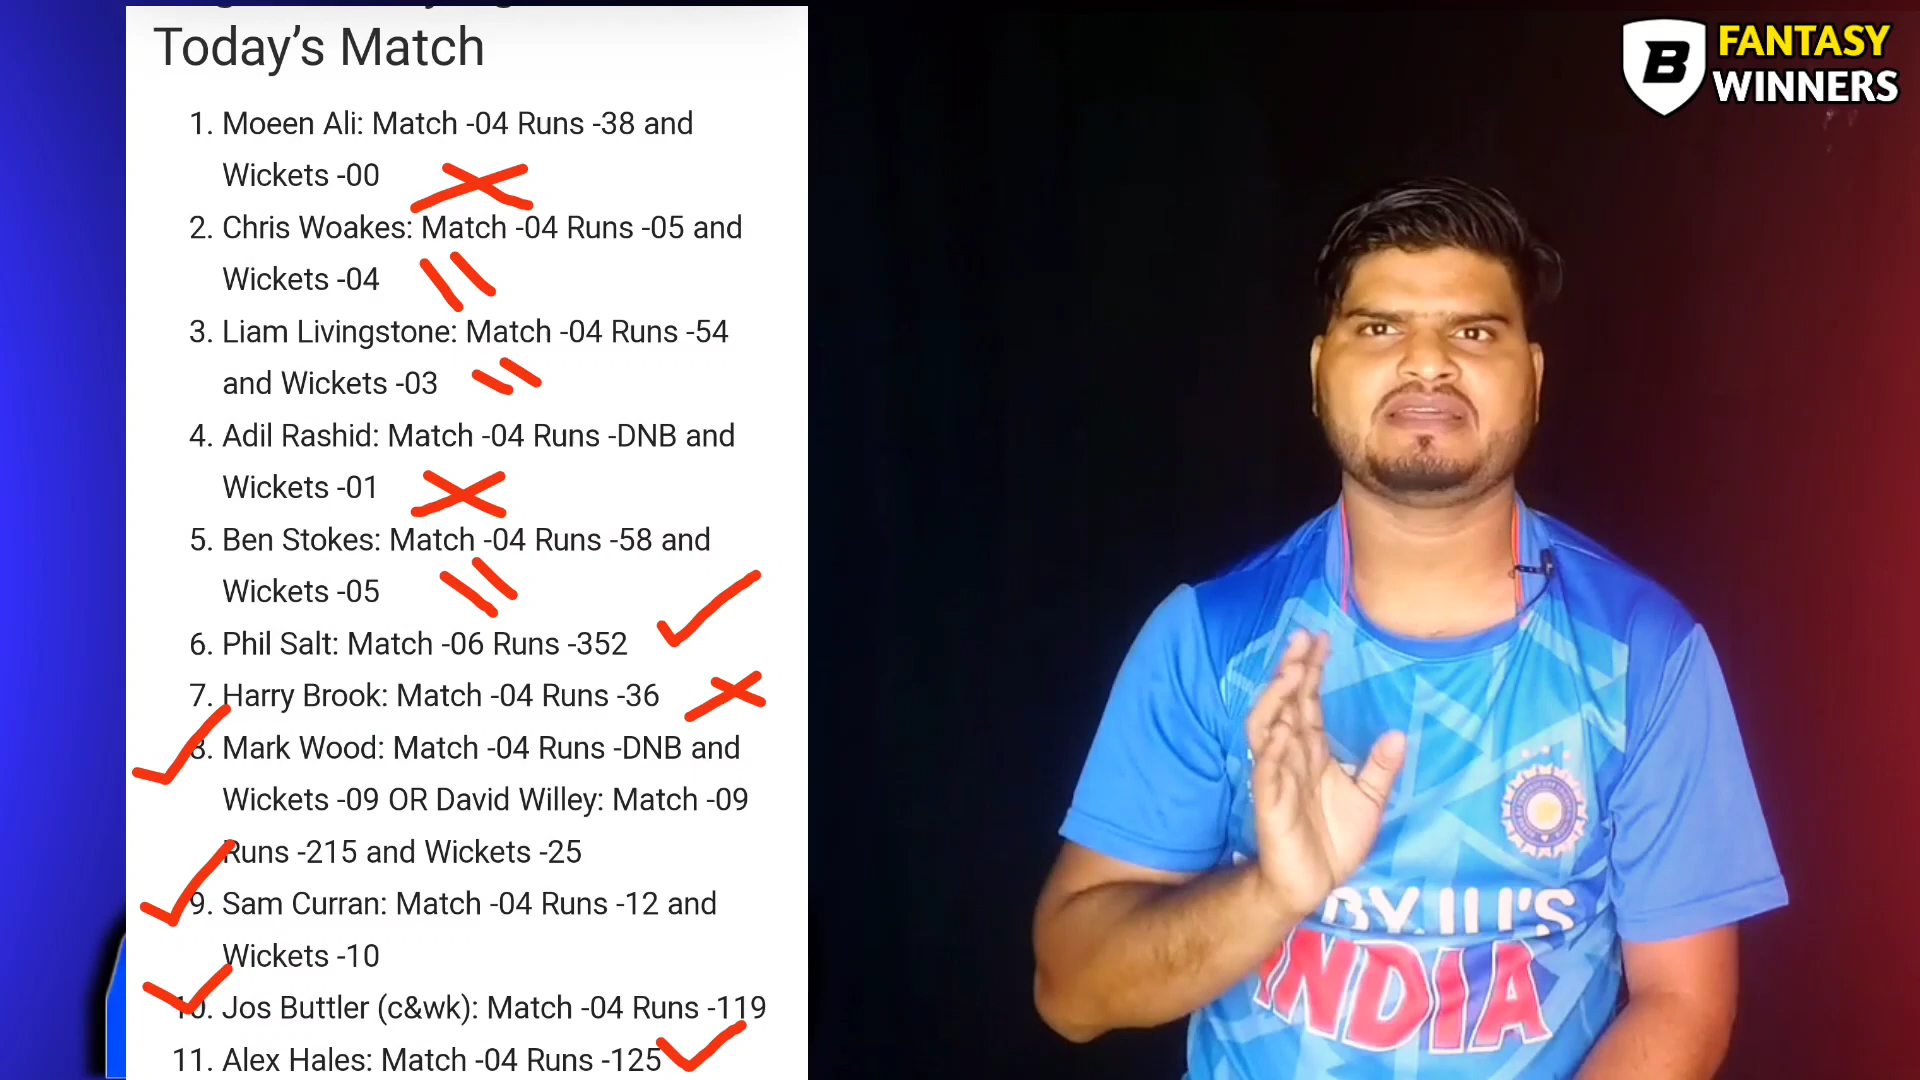 Today's Match
1. Moeen Ali: Match -04 Runs -38 and
Wickets -00
2. Chris Woakes: Match -04 Runs -05 and
Wickets -04
3. Liam Livingstone: Match -04 Runs -54
and Wickets -03
4. Adil Rashid: Match -04 Runs -DNB and
Wickets -01
5. Ben Stokes: Match -04 Runs -58 and
Wickets -05
6. Phil Salt: Match -06 Runs -352
7. Harry Brook: Match -04 Runs -36
8. Mark Wood: Match -04 Runs -DNB and
Wickets -09 OR David Willey: Match -09
Runs -215 and Wickets -25
9. Sam Curran: Match -04 Runs -12 and
Wickets -10
10. Jos Buttler (c&wk): Match -04 Runs -119
11. Alex Hales: Match -04 Runs -125
B FANTASY
WINNERS
INDIA